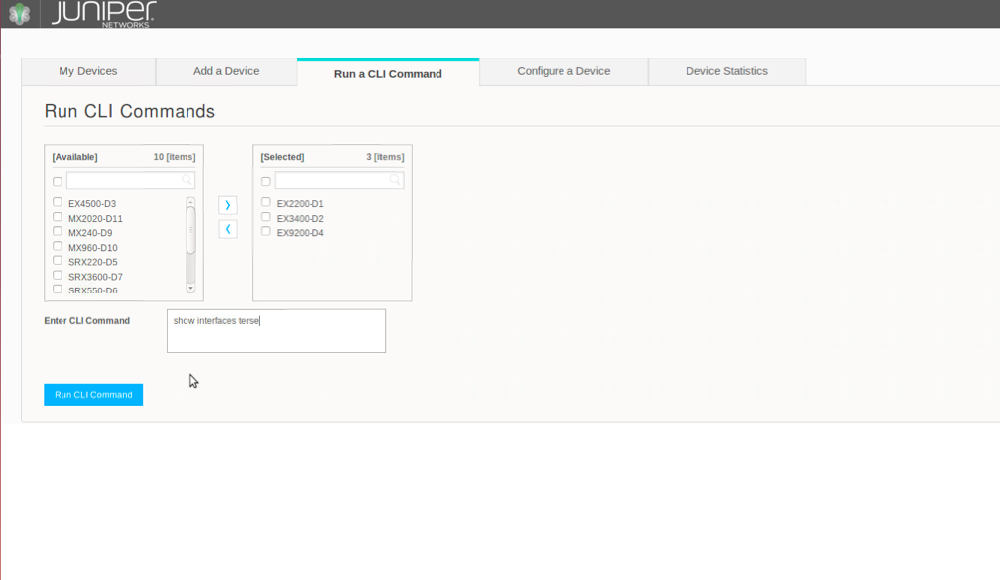 JUNIPER
NETWORKS
My Devices
Add a Device
Run a CLI Command
Configure a Device
Device Statistics
Run CLI Commands
[Available] 10 [items]
EX4500-D3
MX2020-D11
MX240-D9
MX960-D10
SRX220-D5
SRX3600-D7
SRX550-D6
[Selected] 3 [items]
EX2200-D1
EX3400-D2
EX9200-D4
Enter CLI Command
show interfaces terse
Run CLI Command